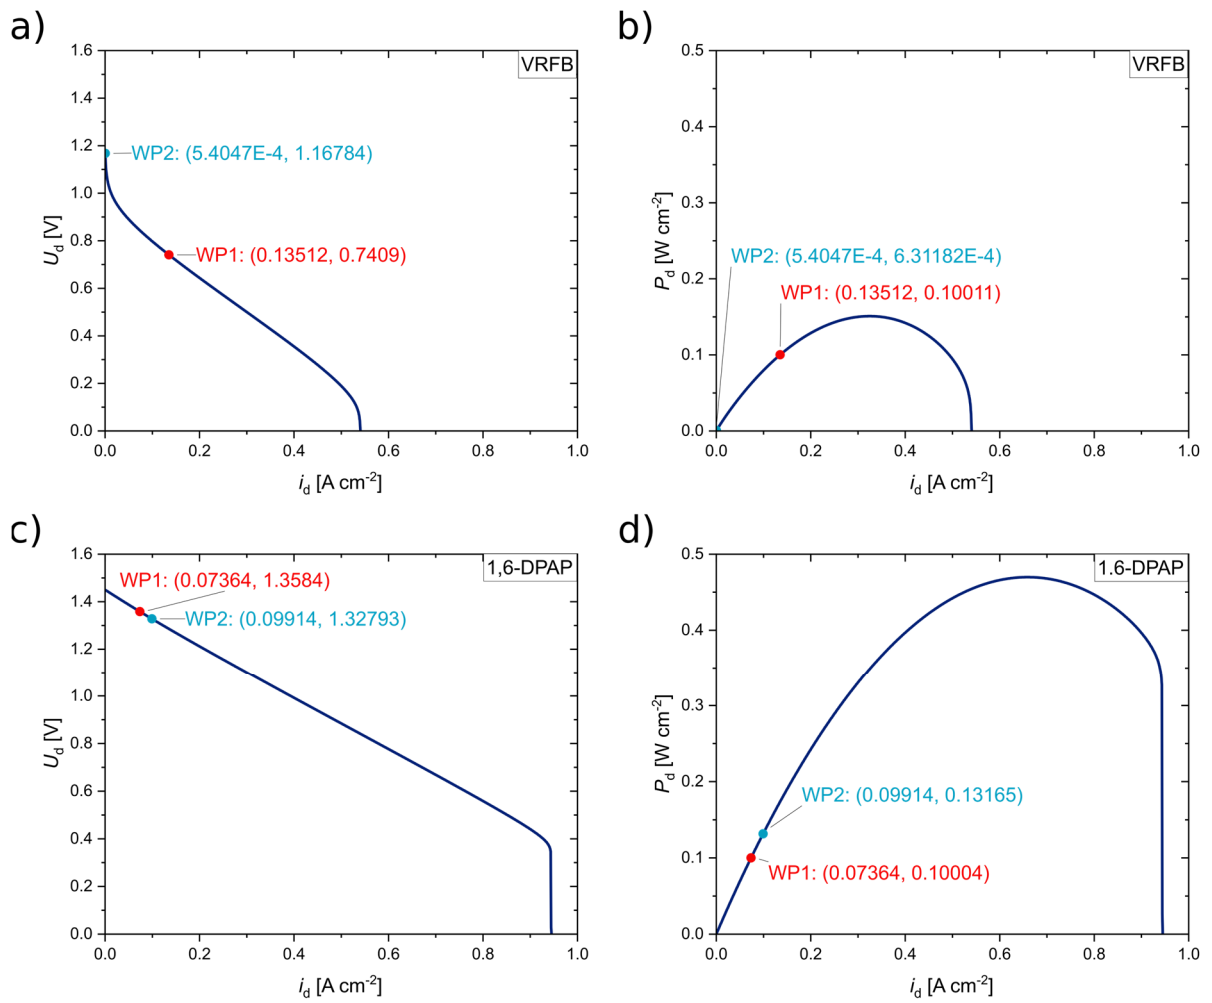 a)
VRFB
1.6
1.4
1.2
1.0
0.8
0.6
0.4
0.2
0.0
U_d [V]
WP2: (5.4047E-4, 1.16784)
WP1: (0.13512, 0.7409)
0.0 0.2 0.4 0.6 0.8 1.0
i_d [A cm⁻²]
b)
VRFB
0.5
0.4
0.3
0.2
0.1
0.0
P_d [W cm⁻²]
WP2: (5.4047E-4, 6.31182E-4)
WP1: (0.13512, 0.10011)
0.0 0.2 0.4 0.6 0.8 1.0
i_d [A cm⁻²]
c)
1,6-DPAP
1.6
1.4
1.2
1.0
0.8
0.6
0.4
0.2
0.0
U_d [V]
WP1: (0.07364, 1.3584)
WP2: (0.09914, 1.32793)
0.0 0.2 0.4 0.6 0.8 1.0
i_d [A cm⁻²]
d)
1.6-DPAP
0.5
0.4
0.3
0.2
0.1
0.0
P_d [W cm⁻²]
WP2: (0.09914, 0.13165)
WP1: (0.07364, 0.10004)
0.0 0.2 0.4 0.6 0.8 1.0
i_d [A cm⁻²]